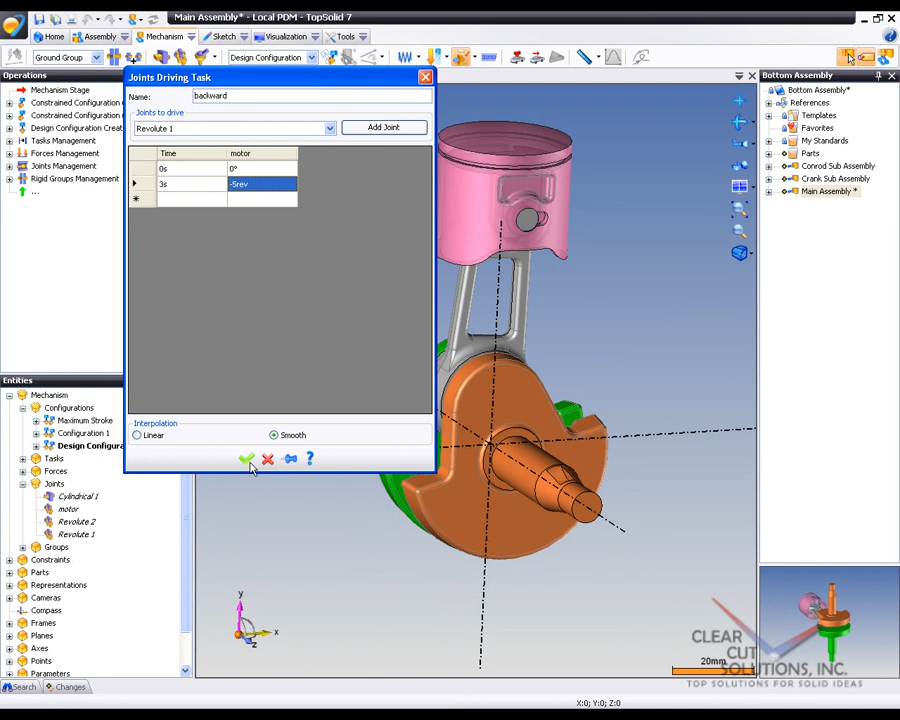 Main Assembly* - Local PDM - TopSolid 7
Home
Assembly
Mechanism
Sketch
Visualization
Tools
Ground Group
Design Configuration
Operations
Mechanism Stage
Constrained Configuration
Constrained Configuration
Design Configuration Creat
Tasks Management
Forces Management
Joints Management
Rigid Groups Management
...
Joints Driving Task
Name:
backward
Joints to drive
Revolute 1
Add Joint
Time motor
0s 0°
3s -5rev
Interpolation
Linear
Smooth
Entities
Mechanism
Configurations
Maximum Stroke
Configuration 1
Design Configura
Tasks
Forces
Joints
Cylindrical 1
motor
Revolute 2
Revolute 1
Groups
Constraints
Parts
Representations
Cameras
Compass
Frames
Planes
Axes
Points
Parameters
Search
Changes
Bottom Assembly
Bottom Assembly*
References
Templates
Favorites
My Standards
Parts
Conrod Sub Assembly
Crank Sub Assembly
Main Assembly *
y
x
z
20mm
CLEAR
CUT
SOLUTIONS, INC.
TOP SOLUTIONS FOR SOLID IDEAS
X:0; Y:0; Z:0